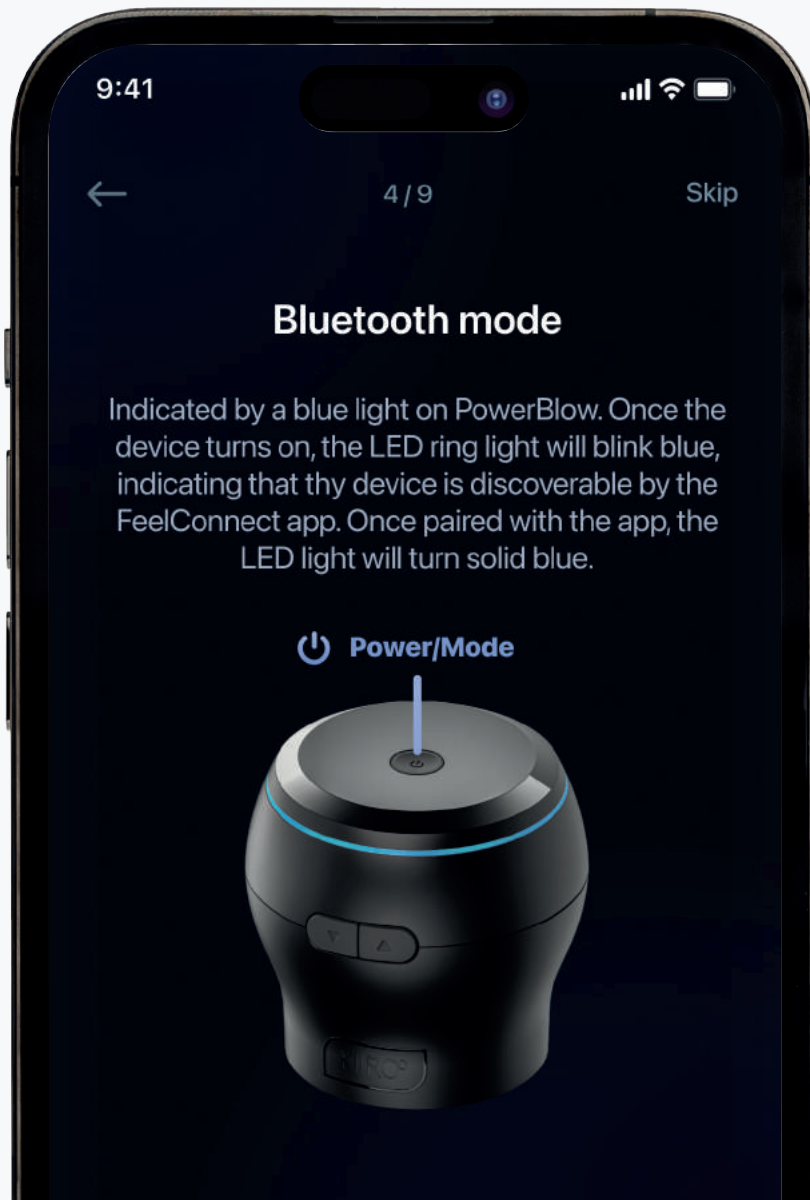 9:41
4/9
Skip
Bluetooth mode
Indicated by a blue light on PowerBlow. Once the
device turns on, the LED ring light will blink blue,
indicating that thy device is discoverable by the
FeelConnect app. Once paired with the app, the
LED light will turn solid blue.
Power/Mode